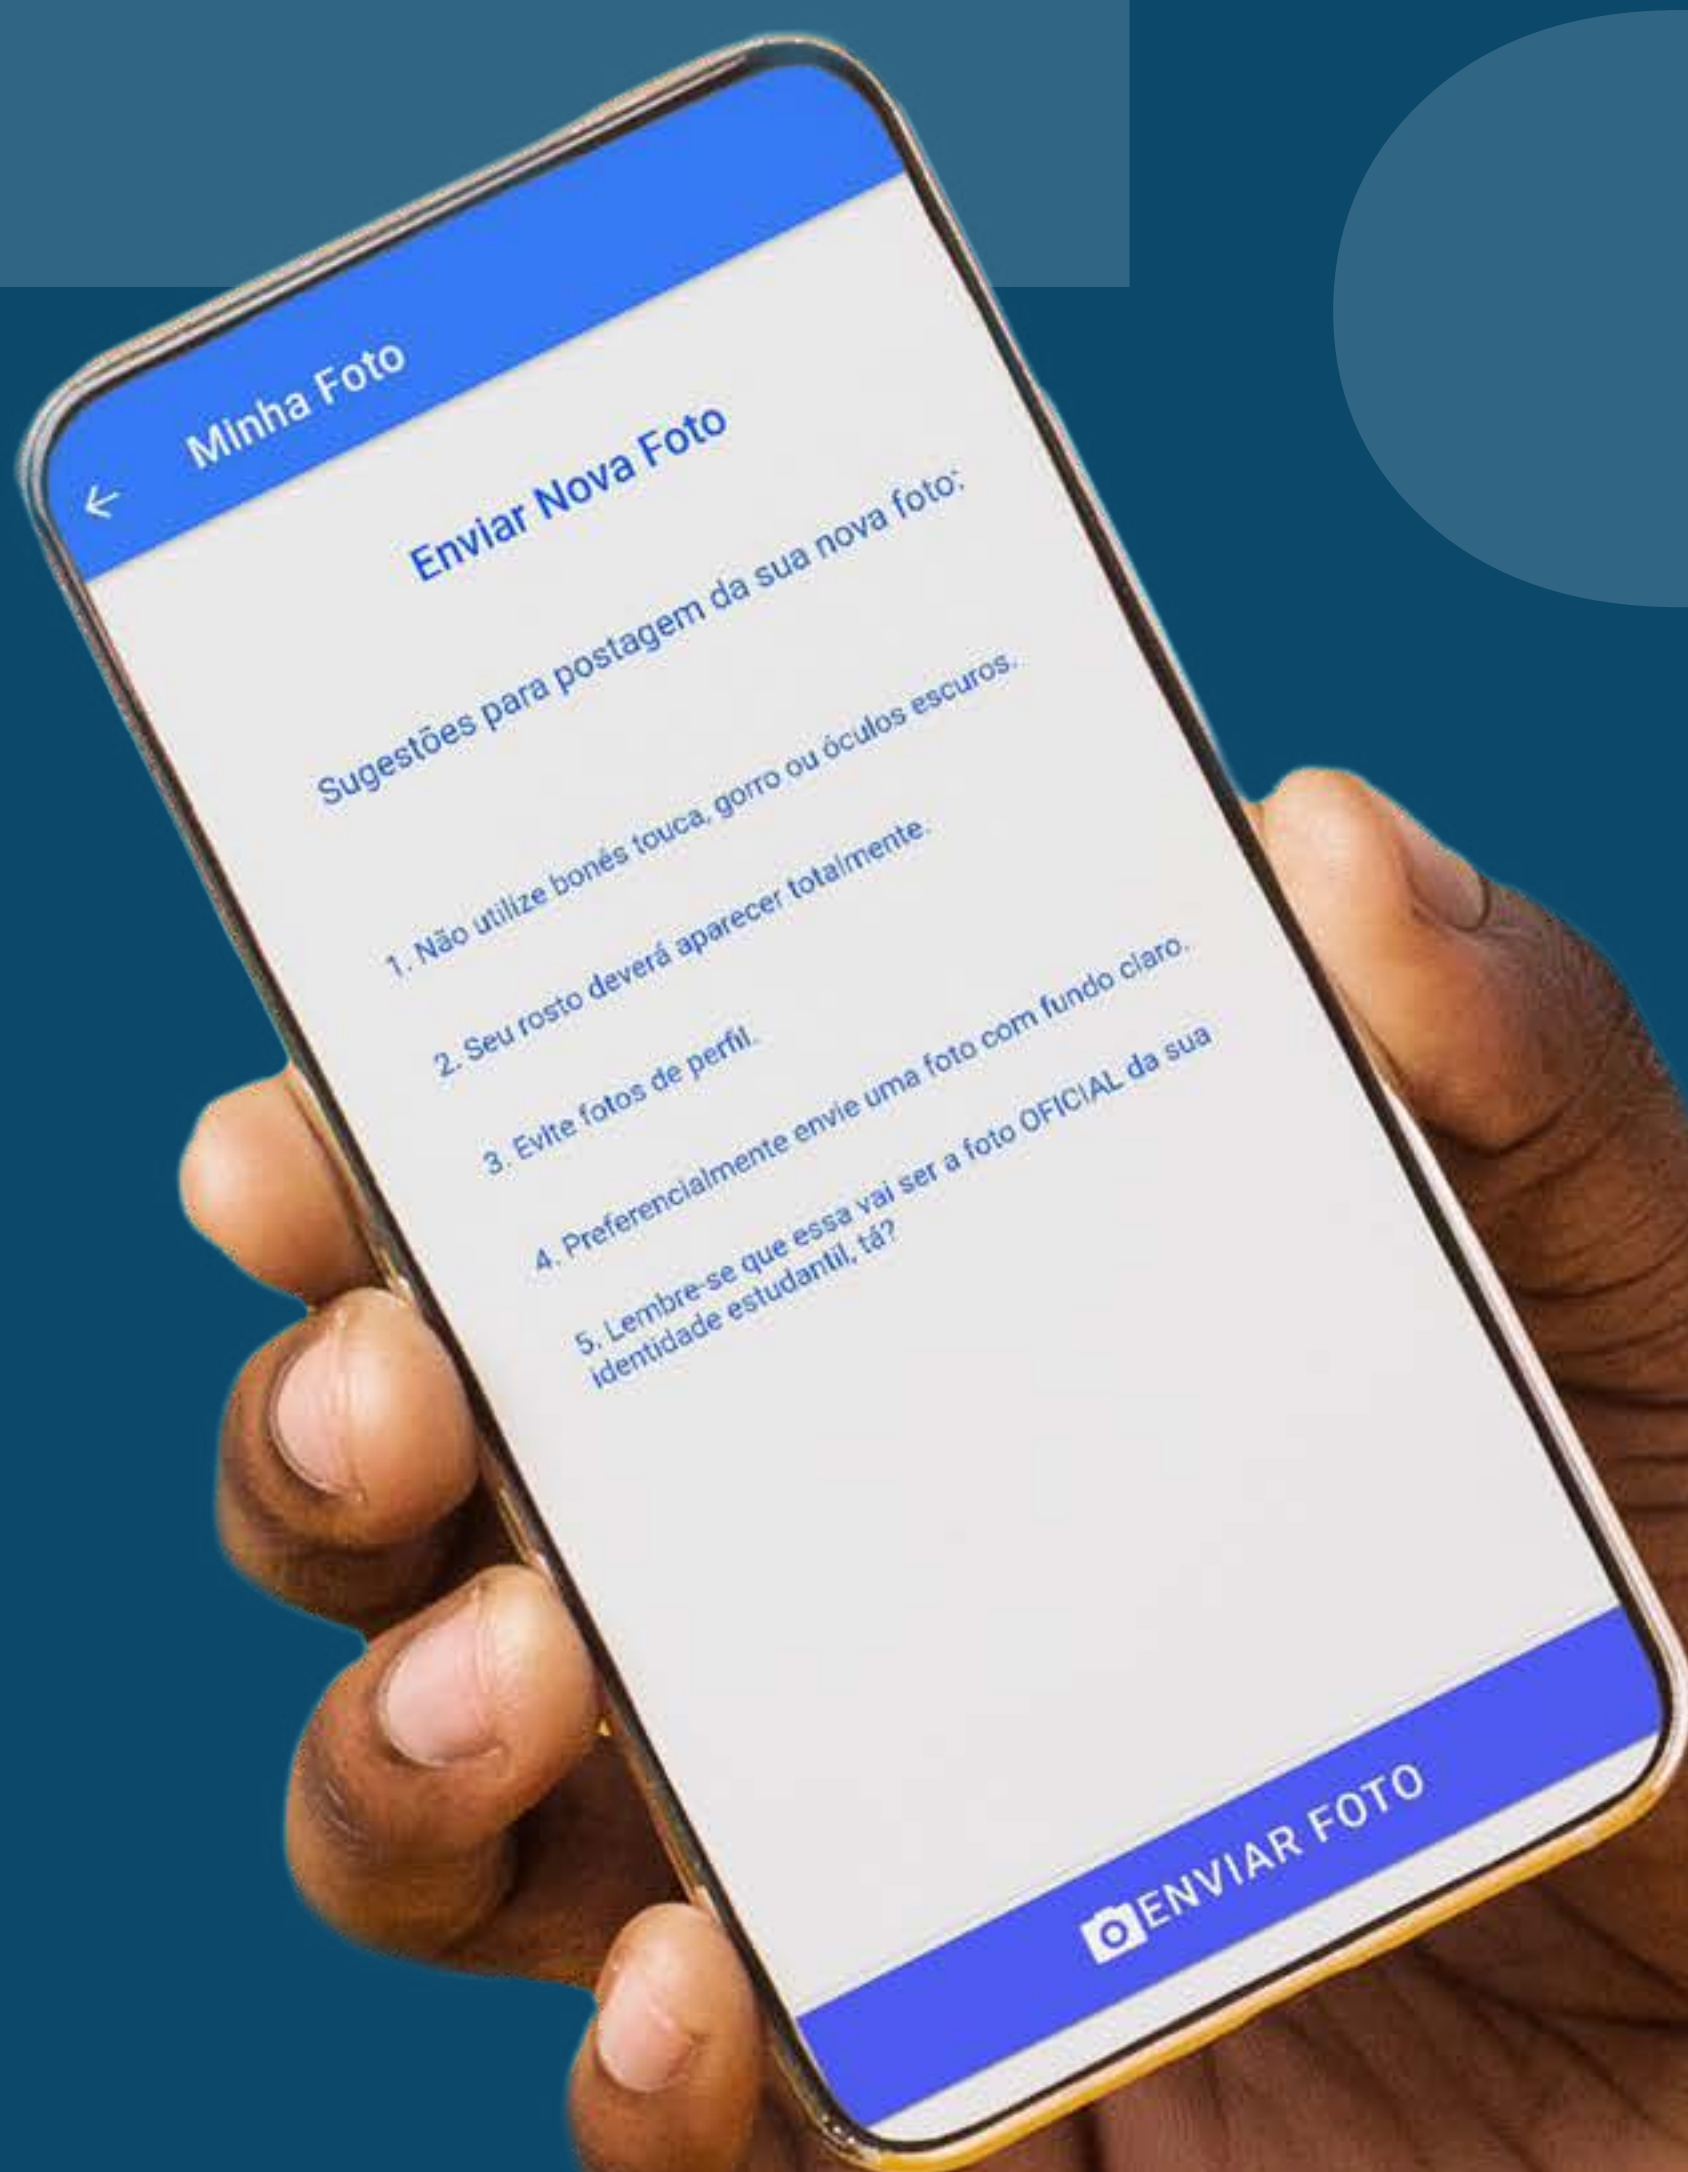 Minha Foto
Enviar Nova Foto
Sugestões para postagem da sua nova foto:
1. Não utilize bonés touca, gorro ou óculos escuros.
2. Seu rosto deverá aparecer totalmente.
3. Evite fotos de perfil.
4. Preferencialmente envie uma foto com fundo claro.
5. Lembre-se que essa vai ser a foto OFICIAL da sua
identidade estudantil, tá?
ENVIAR FOTO